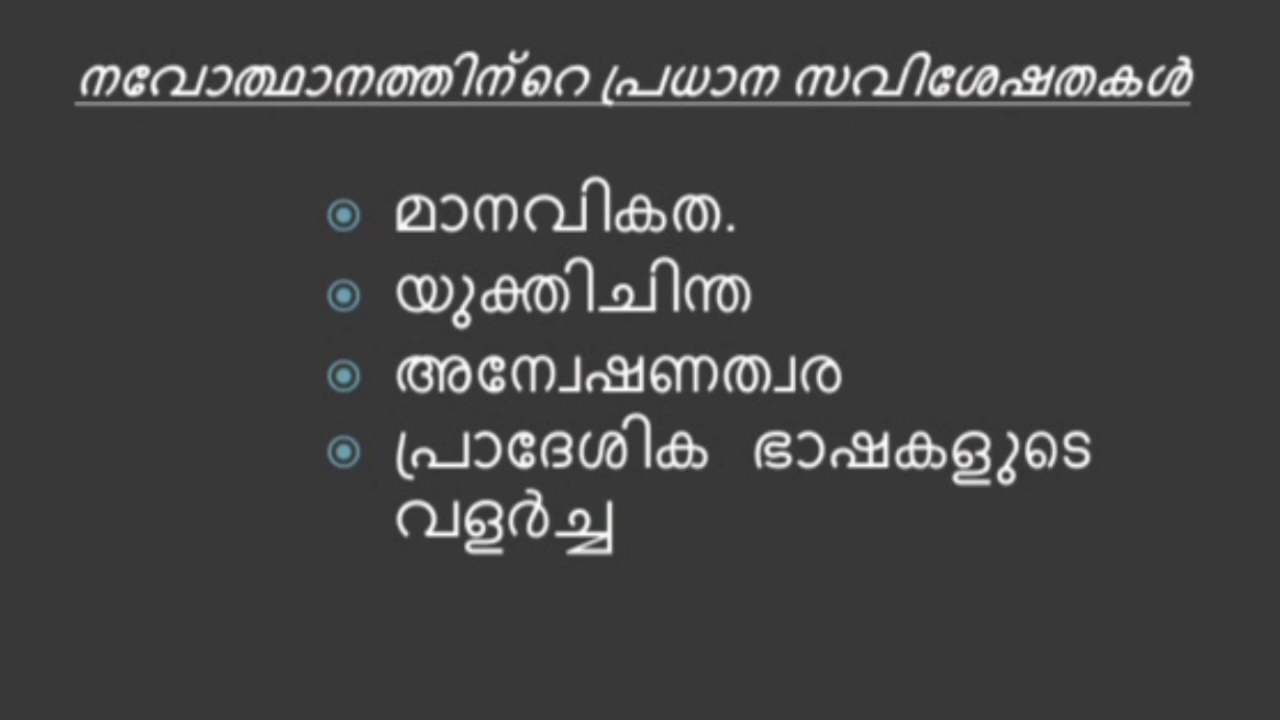 നവോത്ഥാനത്തിന്റെ പ്രധാന സവിശേഷതകൾ
മാനവികത.
യുക്തിചിന്ത
അന്വേഷണത്വര
പ്രാദേശിക ഭാഷകളുടെ
വളർച്ച